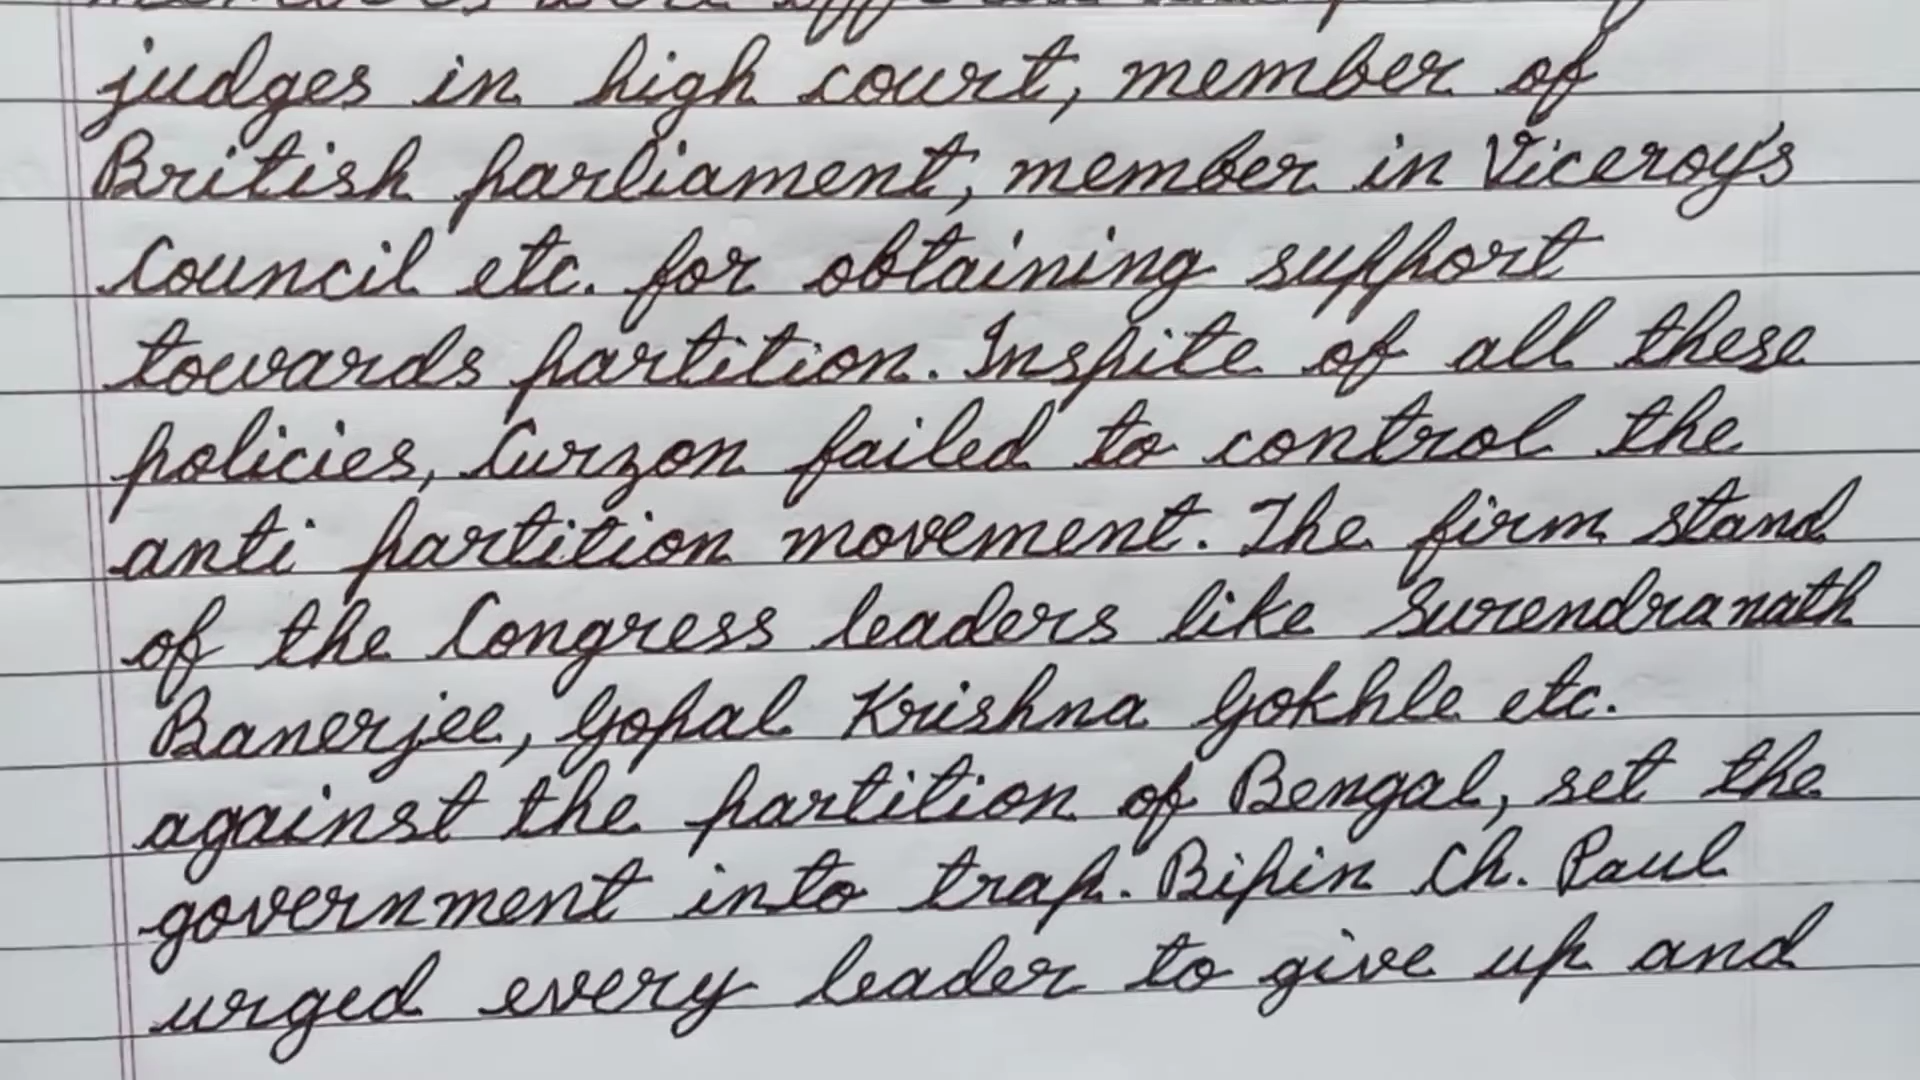 judges in high court, member of
British parliament, member in Viceroy's
Council etc. for obtaining support
towards partition. Inspite of all these
policies, Curzon failed to control the
anti partition movement. The firm stand
of the Congress leaders like Surendranath
Banerjee, Gopal Krishna Gokhle etc.
against the partition of Bengal, set the
government into trap. Bipin Ch. Paul
urged every leader to give up and